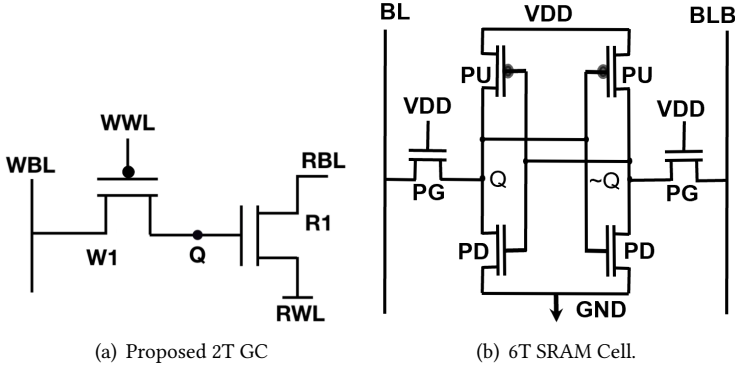 WWL
WBL
RBL
W1
Q
R1
RWL
(a) Proposed 2T GC
BL
VDD
BLB
PU
PU
VDD
VDD
Q
~Q
PG
PG
PD
PD
GND
(b) 6T SRAM Cell.